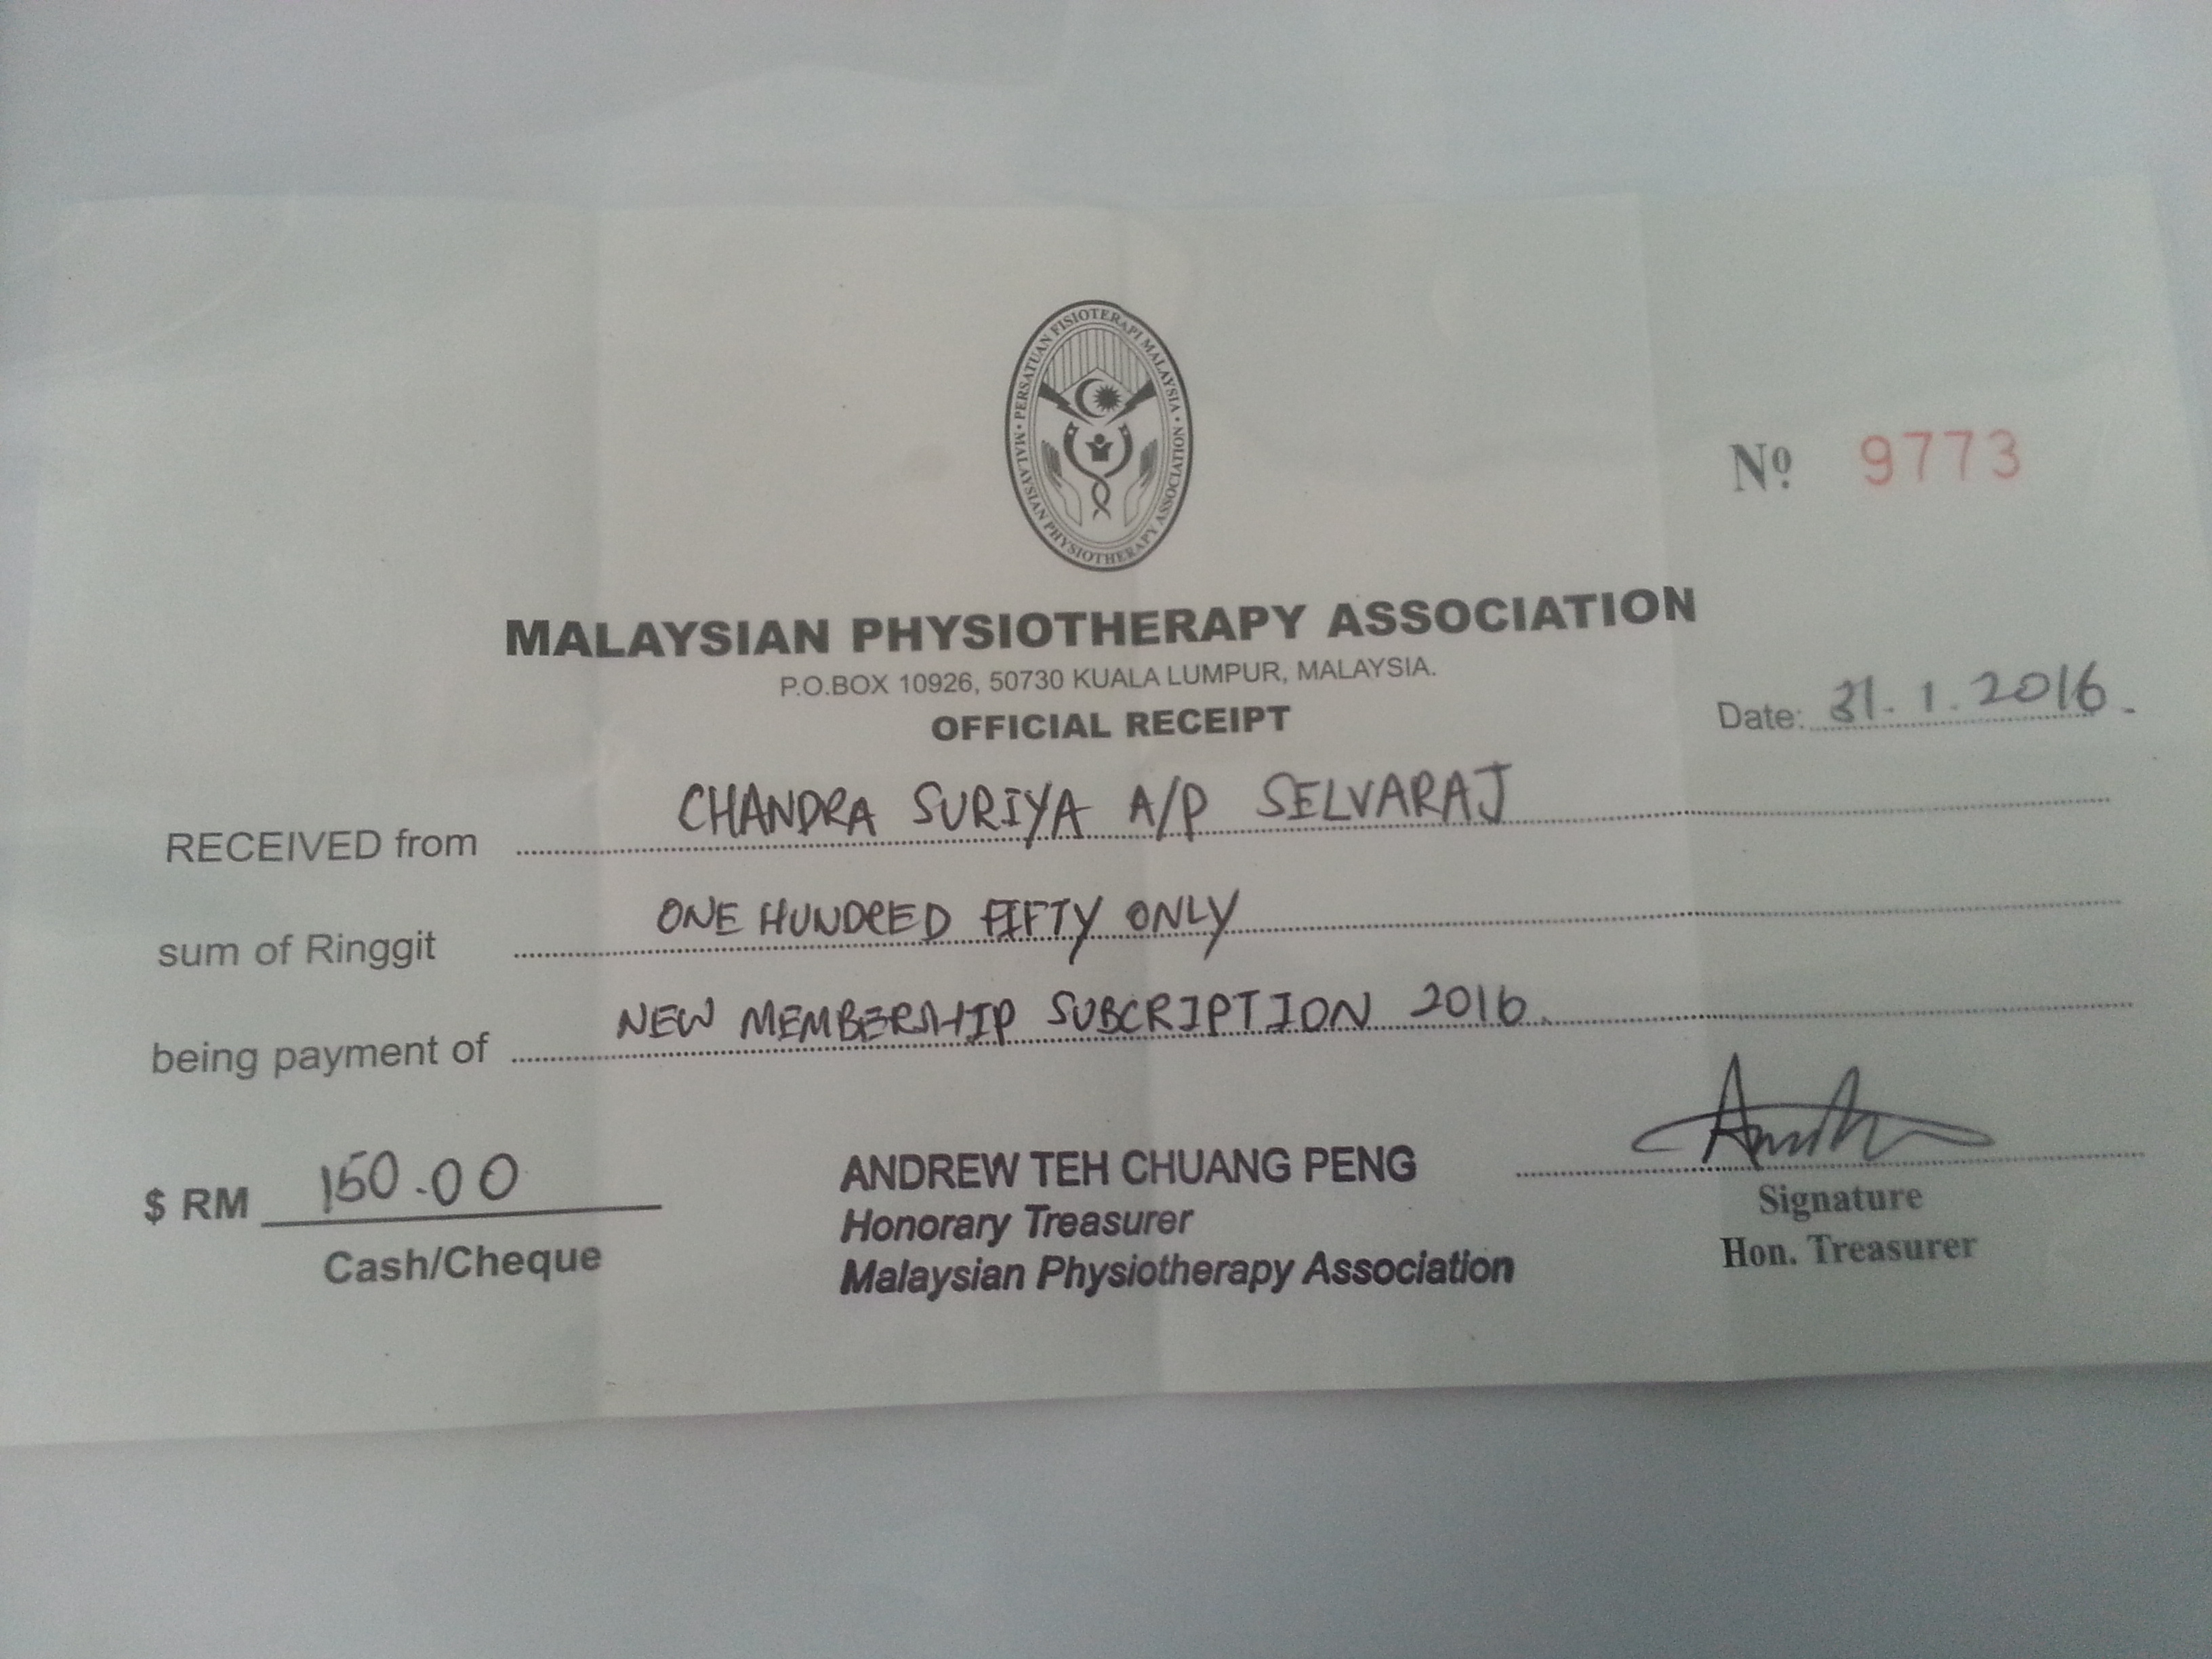 PERSATUAN FISIOTERAPI MALAYSIA
MALAYSIAN PHYSIOTHERAPY ASSOCIATION
Nº 9773
MALAYSIAN PHYSIOTHERAPY ASSOCIATION
P.O.BOX 10926, 50730 KUALA LUMPUR, MALAYSIA.
OFFICIAL RECEIPT
Date: 31.1.2016.
RECEIVED from CHANDRA SURIYA A/P SELVARAJ
sum of Ringgit ONE HUNDRED FIFTY ONLY
being payment of NEW MEMBERSHIP SUBCRIPTION 2016.
$ RM 150.00
Cash/Cheque
ANDREW TEH CHUANG PENG
Honorary Treasurer
Malaysian Physiotherapy Association
Signature
Hon. Treasurer